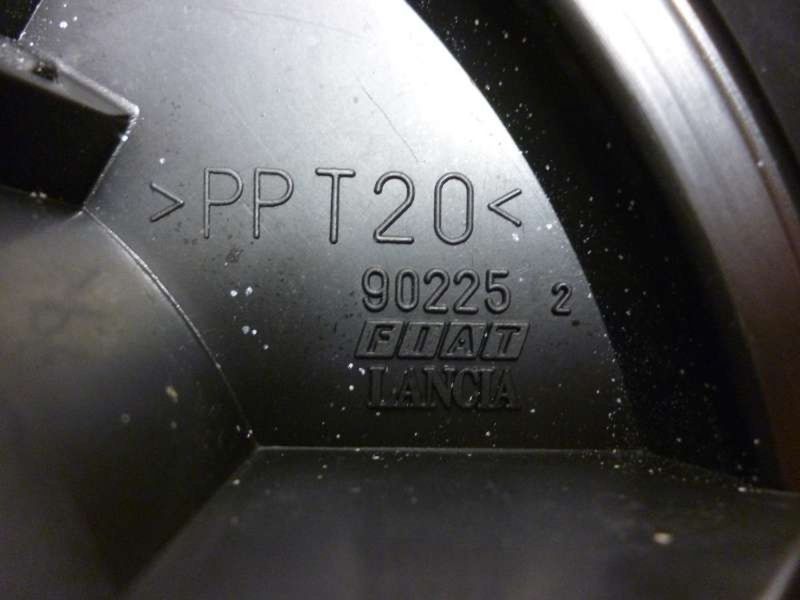 >PPT20<
90225 2
FIAT
LANCIA